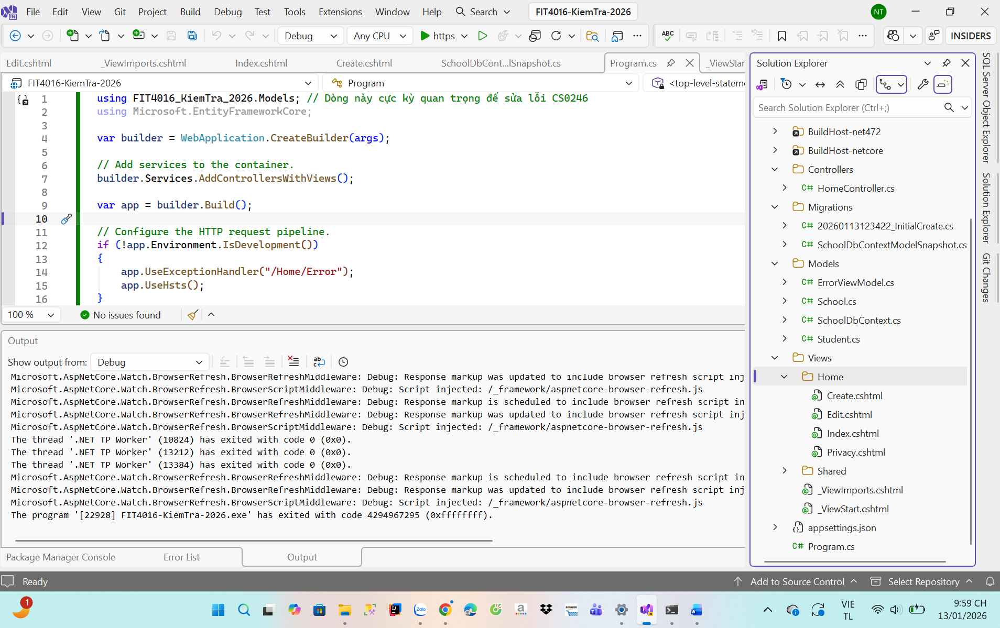 File Edit View Git Project Build Debug Test Tools Extensions Window Help Search FIT4016-KiemTra-2026 NT
Debug Any CPU https INSIDERS
Edit.cshtml _ViewImports.cshtml Index.cshtml Create.cshtml SchoolDbCont...lSnapshot.cs Program.cs _ViewStar
FIT4016-KiemTra-2026 Program <top-level-stateme
1 using FIT4016_KiemTra_2026.Models; // Dòng này cực kỳ quan trọng để sửa lỗi CS0246
2 using Microsoft.EntityFrameworkCore;
3
4 var builder = WebApplication.CreateBuilder(args);
5
6 // Add services to the container.
7 builder.Services.AddControllersWithViews();
8
9 var app = builder.Build();
10
11 // Configure the HTTP request pipeline.
12 if (!app.Environment.IsDevelopment())
13 {
14 app.UseExceptionHandler("/Home/Error");
15 app.UseHsts();
16 }
100 % No issues found
Output
Show output from: Debug
Microsoft.AspNetCore.Watch.BrowserRefresh.BrowserRefreshMiddleware: Debug: Response markup was updated to include browser refresh script inj
Microsoft.AspNetCore.Watch.BrowserRefresh.BrowserScriptMiddleware: Debug: Script injected: /_framework/aspnetcore-browser-refresh.js
Microsoft.AspNetCore.Watch.BrowserRefresh.BrowserRefreshMiddleware: Debug: Response markup is scheduled to include browser refresh script in
Microsoft.AspNetCore.Watch.BrowserRefresh.BrowserRefreshMiddleware: Debug: Response markup was updated to include browser refresh script inj
Microsoft.AspNetCore.Watch.BrowserRefresh.BrowserScriptMiddleware: Debug: Script injected: /_framework/aspnetcore-browser-refresh.js
The thread '.NET TP Worker' (10824) has exited with code 0 (0x0).
The thread '.NET TP Worker' (13212) has exited with code 0 (0x0).
The thread '.NET TP Worker' (13384) has exited with code 0 (0x0).
Microsoft.AspNetCore.Watch.BrowserRefresh.BrowserRefreshMiddleware: Debug: Response markup is scheduled to include browser refresh script in
Microsoft.AspNetCore.Watch.BrowserRefresh.BrowserRefreshMiddleware: Debug: Response markup was updated to include browser refresh script inj
Microsoft.AspNetCore.Watch.BrowserRefresh.BrowserScriptMiddleware: Debug: Script injected: /_framework/aspnetcore-browser-refresh.js
The program '[22928] FIT4016-KiemTra-2026.exe' has exited with code 4294967295 (0xffffffff).
Package Manager Console Error List Output
Solution Explorer
Search Solution Explorer (Ctrl+;)
BuildHost-net472
BuildHost-netcore
Controllers
C# HomeController.cs
Migrations
C# 20260113123422_InitialCreate.cs
C# SchoolDbContextModelSnapshot.cs
Models
C# ErrorViewModel.cs
C# School.cs
C# SchoolDbContext.cs
C# Student.cs
Views
Home
Create.cshtml
Edit.cshtml
Index.cshtml
Privacy.cshtml
Shared
_ViewImports.cshtml
_ViewStart.cshtml
appsettings.json
C# Program.cs
SQL Server Object Explorer
Solution Explorer
Git Changes
Ready Add to Source Control Select Repository
1 VIE TL 9:59 CH
13/01/2026